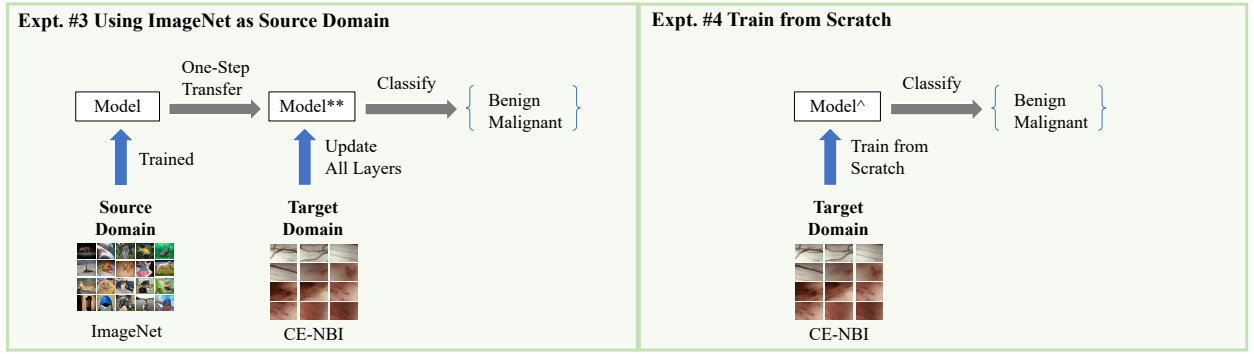 Expt. #3 Using ImageNet as Source Domain
One-Step
Transfer
Classify
Model
Model**
Benign
Malignant
Trained
Update
All Layers
Source
Domain
Target
Domain
ImageNet
CE-NBI
Expt. #4 Train from Scratch
Classify
Model^
Benign
Malignant
Train from
Scratch
Target
Domain
CE-NBI